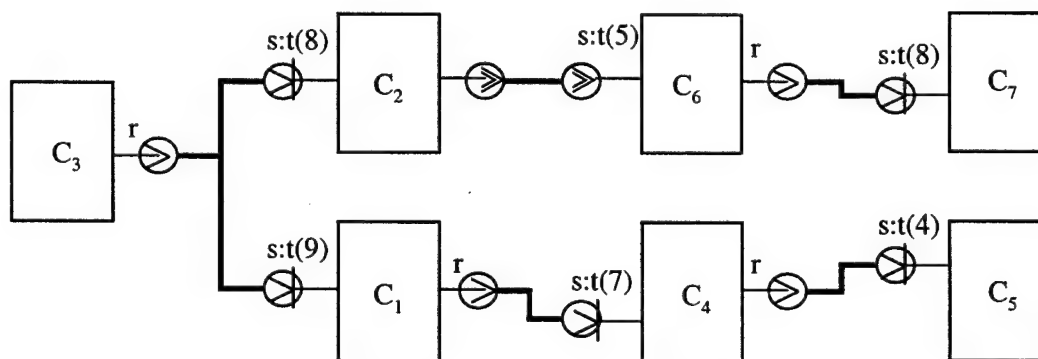 s:t(8)
s:t(5)
r
s:t(8)
C2
C6
C7
r
C3
s:t(9)
r
s:t(7)
r
s:t(4)
C1
C4
C5